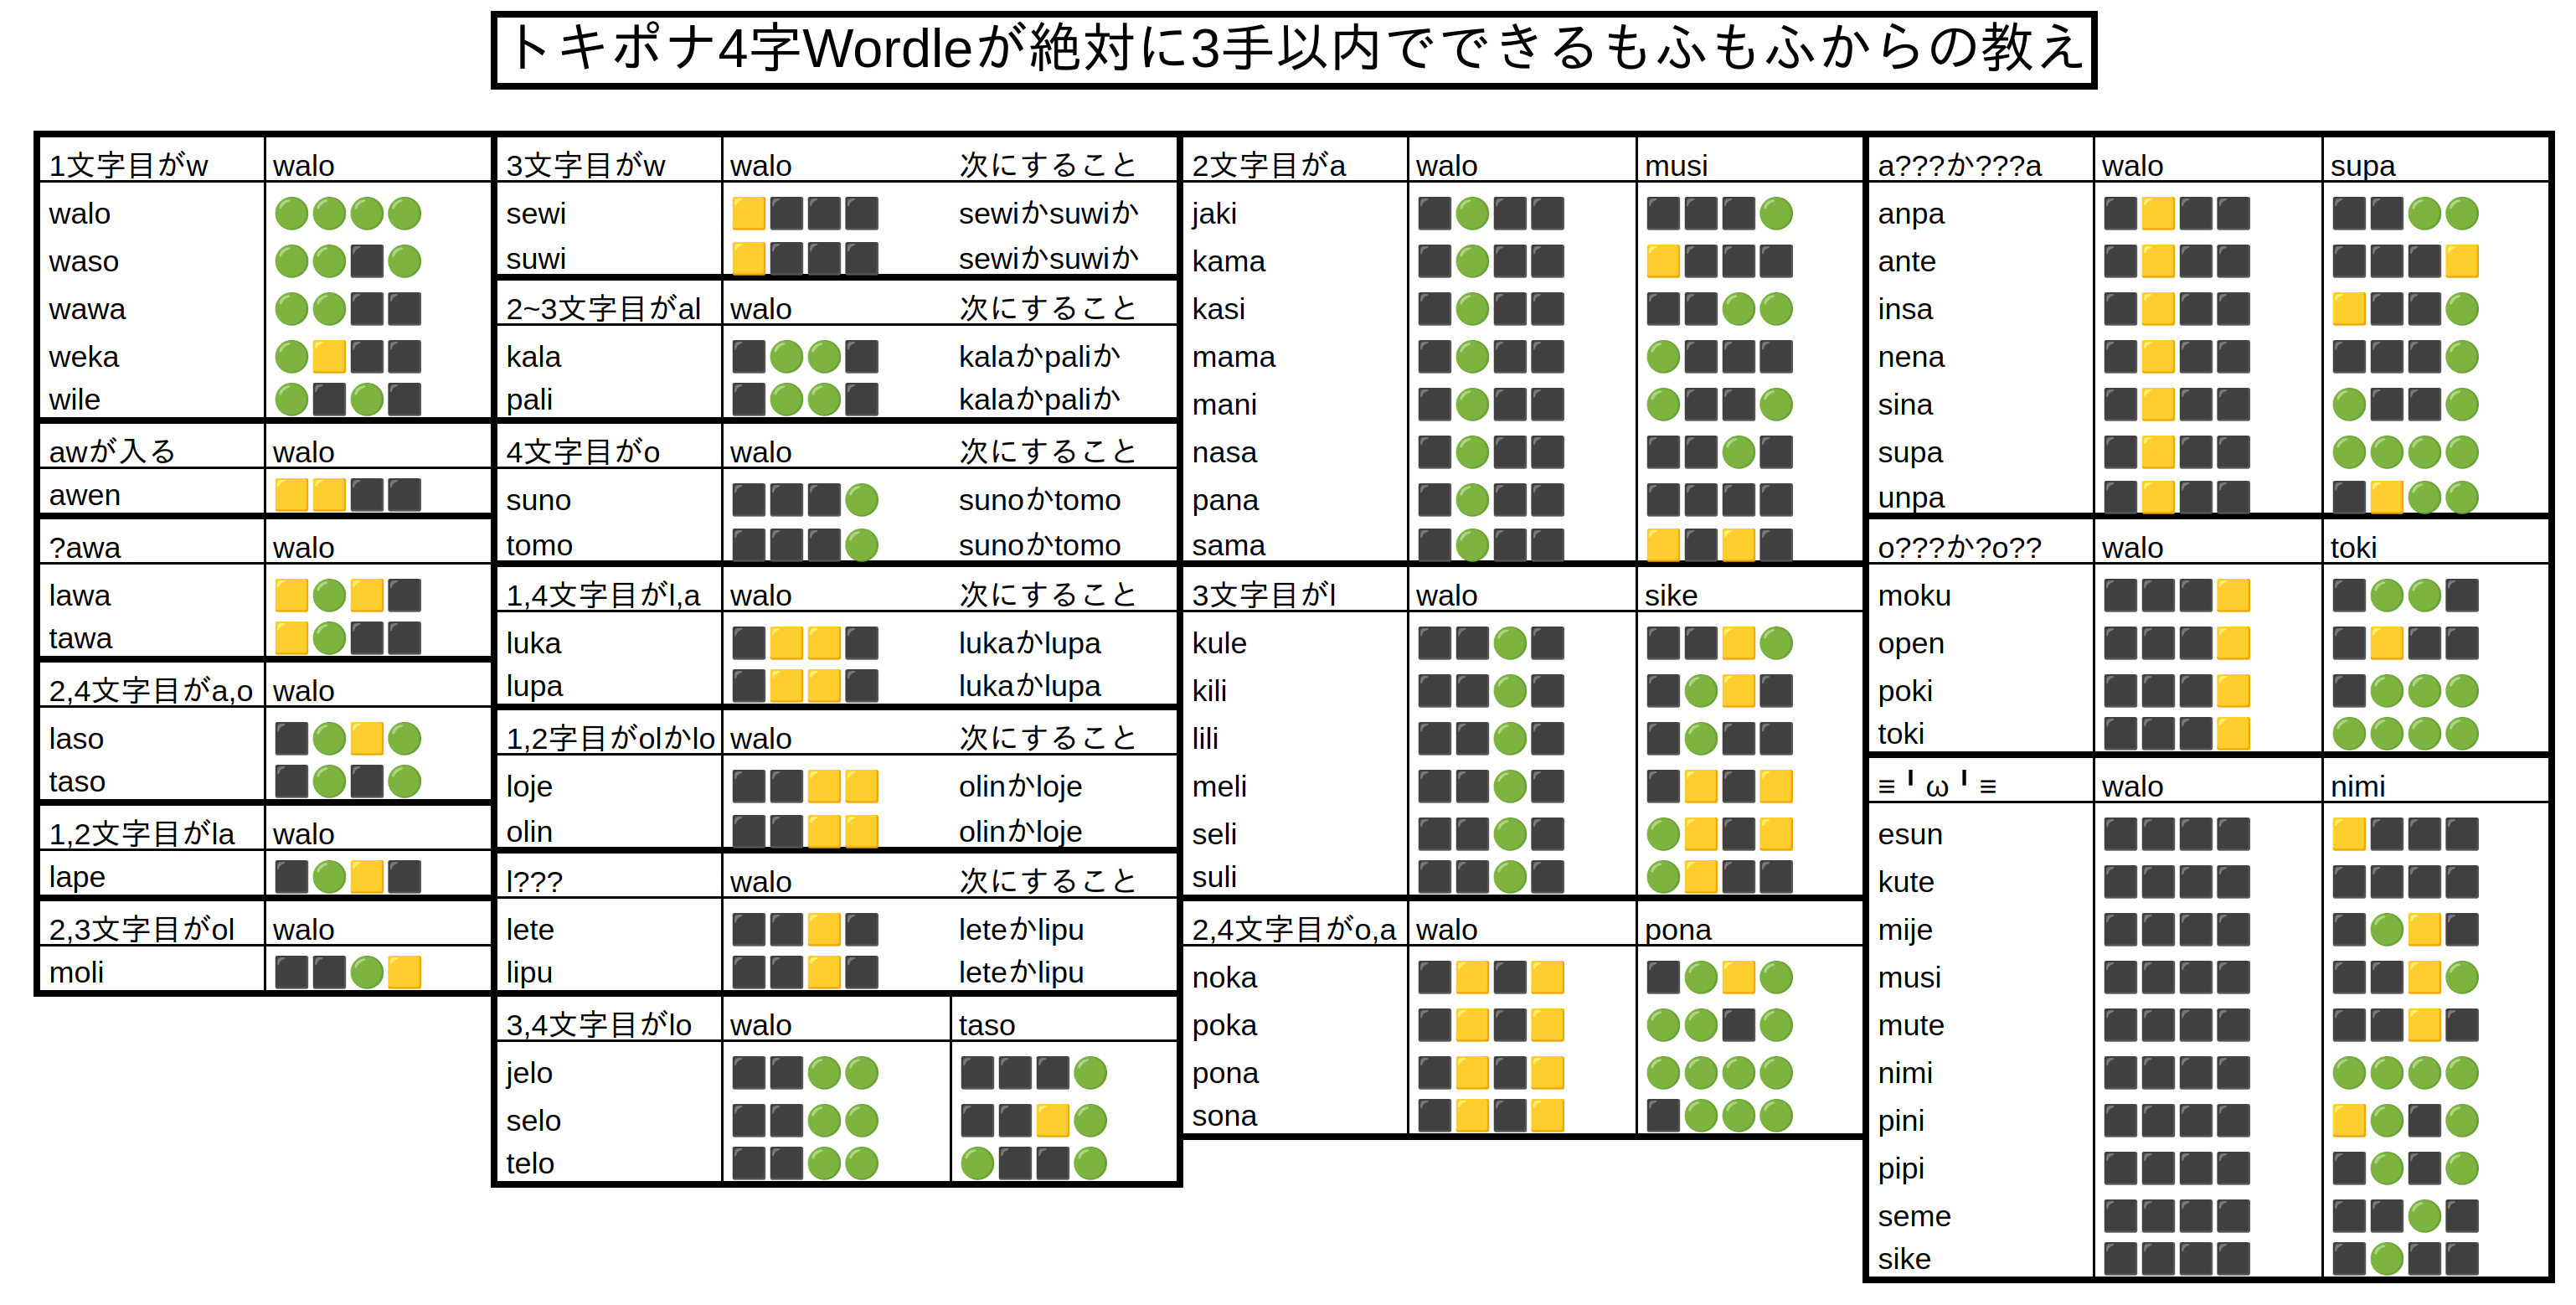 トキポナ4字Wordleが絶対に3手以内でできるもふもふからの教え
1文字目がw walo
walo 🟢🟢🟢🟢
waso 🟢🟢⬛🟢
wawa 🟢🟢⬛⬛
weka 🟢🟨⬛⬛
wile 🟢⬛🟢⬛
awが入る walo
awen 🟨🟨⬛⬛
?awa walo
lawa 🟨🟢🟨⬛
tawa 🟨🟢⬛⬛
2,4文字目がa,o walo
laso ⬛🟢🟨🟢
taso ⬛🟢⬛🟢
1,2文字目がla walo
lape ⬛🟢🟨⬛
2,3文字目がol walo
moli ⬛⬛🟢🟨
3文字目がw walo 次にすること
sewi 🟨⬛⬛⬛ sewiかsuwiか
suwi 🟨⬛⬛⬛ sewiかsuwiか
2~3文字目がal walo 次にすること
kala ⬛🟢🟢⬛ kalaかpaliか
pali ⬛🟢🟢⬛ kalaかpaliか
4文字目がo walo 次にすること
suno ⬛⬛⬛🟢 sunoかtomo
tomo ⬛⬛⬛🟢 sunoかtomo
1,4文字目がl,a walo 次にすること
luka ⬛🟨🟨⬛ lukaかlupa
lupa ⬛🟨🟨⬛ lukaかlupa
1,2字目がolかlo walo 次にすること
loje ⬛⬛🟨🟨 olinかloje
olin ⬛⬛🟨🟨 olinかloje
l??? walo 次にすること
lete ⬛⬛🟨⬛ leteかlipu
lipu ⬛⬛🟨⬛ leteかlipu
3,4文字目がlo walo taso
jelo ⬛⬛🟢🟢 ⬛⬛⬛🟢
selo ⬛⬛🟢🟢 ⬛⬛🟨🟢
telo ⬛⬛🟢🟢 🟢⬛⬛🟢
2文字目がa walo musi
jaki ⬛🟢⬛⬛ ⬛⬛⬛🟢
kama ⬛🟢⬛⬛ 🟨⬛⬛⬛
kasi ⬛🟢⬛⬛ ⬛⬛🟢🟢
mama ⬛🟢⬛⬛ 🟢⬛⬛⬛
mani ⬛🟢⬛⬛ 🟢⬛⬛🟢
nasa ⬛🟢⬛⬛ ⬛⬛🟢⬛
pana ⬛🟢⬛⬛ ⬛⬛⬛⬛
sama ⬛🟢⬛⬛ 🟨⬛🟨⬛
3文字目がl walo sike
kule ⬛⬛🟢⬛ ⬛⬛🟨🟢
kili ⬛⬛🟢⬛ ⬛🟢🟨⬛
lili ⬛⬛🟢⬛ ⬛🟢⬛⬛
meli ⬛⬛🟢⬛ ⬛🟨⬛🟨
seli ⬛⬛🟢⬛ 🟢🟨⬛🟨
suli ⬛⬛🟢⬛ 🟢🟨⬛⬛
2,4文字目がo,a walo pona
noka ⬛🟨⬛🟨 ⬛🟢🟨🟢
poka ⬛🟨⬛🟨 🟢🟢⬛🟢
pona ⬛🟨⬛🟨 🟢🟢🟢🟢
sona ⬛🟨⬛🟨 ⬛🟢🟢🟢
a???か???a walo supa
anpa ⬛🟨⬛⬛ ⬛⬛🟢🟢
ante ⬛🟨⬛⬛ ⬛⬛⬛🟨
insa ⬛🟨⬛⬛ 🟨⬛⬛🟢
nena ⬛🟨⬛⬛ ⬛⬛⬛🟢
sina ⬛🟨⬛⬛ 🟢⬛⬛🟢
supa ⬛🟨⬛⬛ 🟢🟢🟢🟢
unpa ⬛🟨⬛⬛ ⬛🟨🟢🟢
o???か?o?? walo toki
moku ⬛⬛⬛🟨 ⬛🟢🟢⬛
open ⬛⬛⬛🟨 ⬛🟨⬛⬛
poki ⬛⬛⬛🟨 ⬛🟢🟢🟢
toki ⬛⬛⬛🟨 🟢🟢🟢🟢
≡╹ω╹≡ walo nimi
esun ⬛⬛⬛⬛ 🟨⬛⬛⬛
kute ⬛⬛⬛⬛ ⬛⬛⬛⬛
mije ⬛⬛⬛⬛ ⬛🟢🟨⬛
musi ⬛⬛⬛⬛ ⬛⬛🟨🟢
mute ⬛⬛⬛⬛ ⬛⬛🟨⬛
nimi ⬛⬛⬛⬛ 🟢🟢🟢🟢
pini ⬛⬛⬛⬛ 🟨🟢⬛🟢
pipi ⬛⬛⬛⬛ ⬛🟢⬛🟢
seme ⬛⬛⬛⬛ ⬛⬛🟢⬛
sike ⬛⬛⬛⬛ ⬛🟢⬛⬛